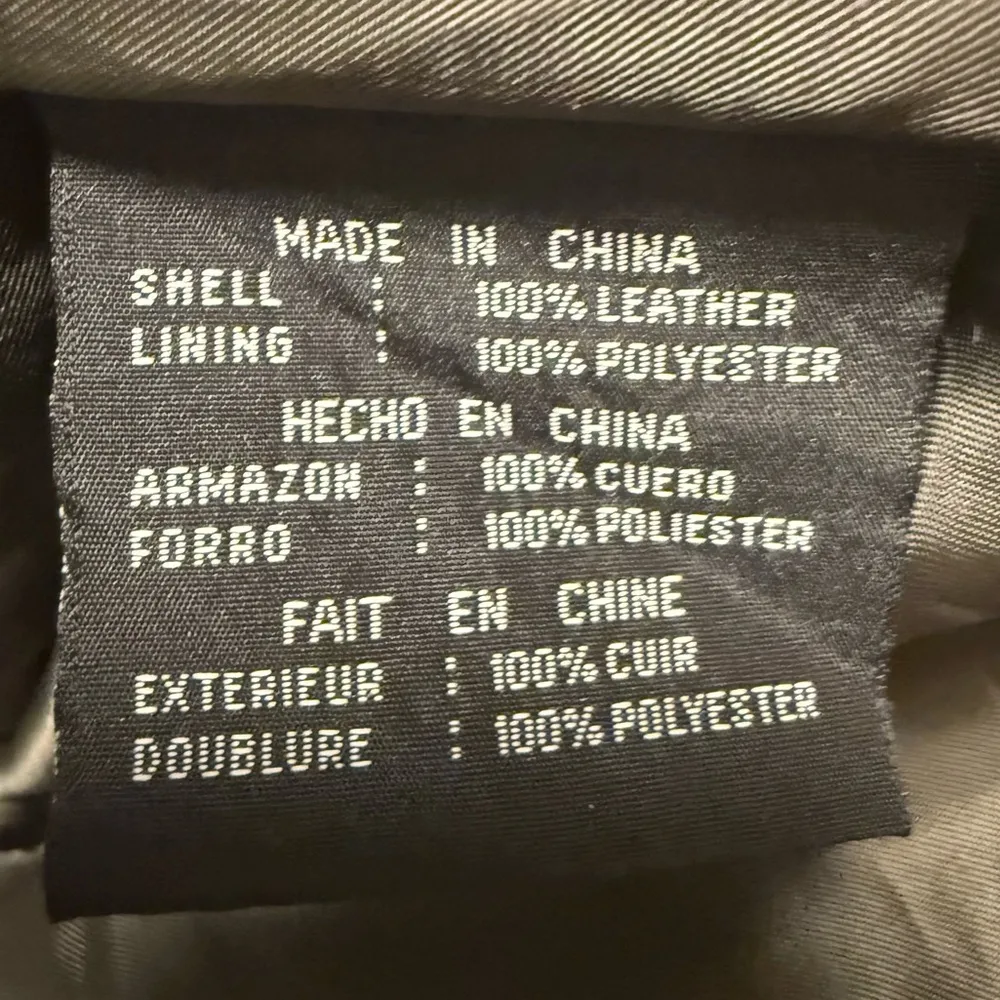 MADE IN CHINA
SHELL : 100% LEATHER
LINING : 100% POLYESTER
HECHO EN CHINA
ARMAZON : 100% CUERO
FORRO : 100% POLIESTER
FAIT EN CHINE
EXTERIEUR : 100% CUIR
DOUBLURE : 100% POLYESTER